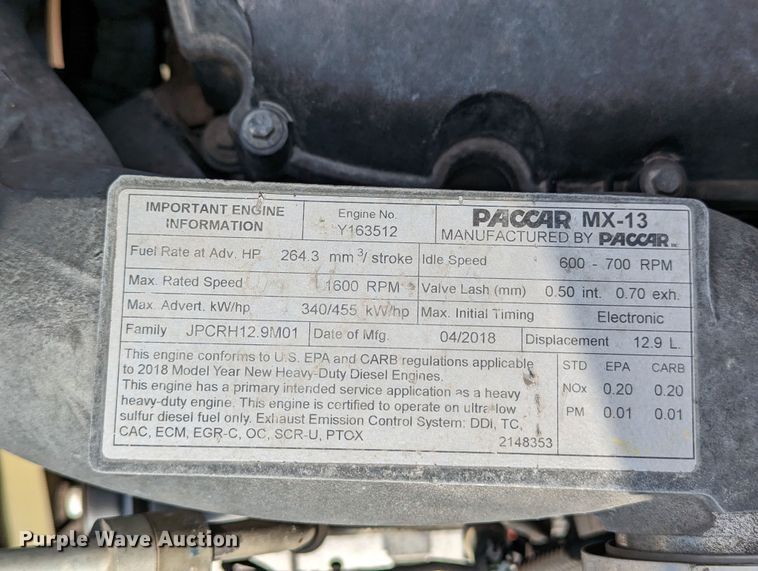 IMPORTANT ENGINE
INFORMATION
Engine No.
Y163512
PACCAR MX-13
MANUFACTURED BY PACCAR INC
Fuel Rate at Adv. HP 264.3 mm³/ stroke
Idle Speed 600 - 700 RPM
Max. Rated Speed 1600 RPM
Valve Lash (mm) 0.50 int. 0.70 exh.
Max. Advert. kW/hp 340/455 kW/hp
Max. Initial Timing Electronic
Family JPCRH12.9M01
Date of Mfg. 04/2018
Displacement 12.9 L.
This engine conforms to U.S. EPA and CARB regulations applicable
to 2018 Model Year New Heavy-Duty Diesel Engines.
This engine has a primary intended service application as a heavy
heavy-duty engine. This engine is certified to operate on ultra low
sulfur diesel fuel only. Exhaust Emission Control System: DDI, TC,
CAC, ECM, EGR-C, OC, SCR-U, PTOX
2148353
STD EPA CARB
NOx 0.20 0.20
PM 0.01 0.01
Purple Wave Auction